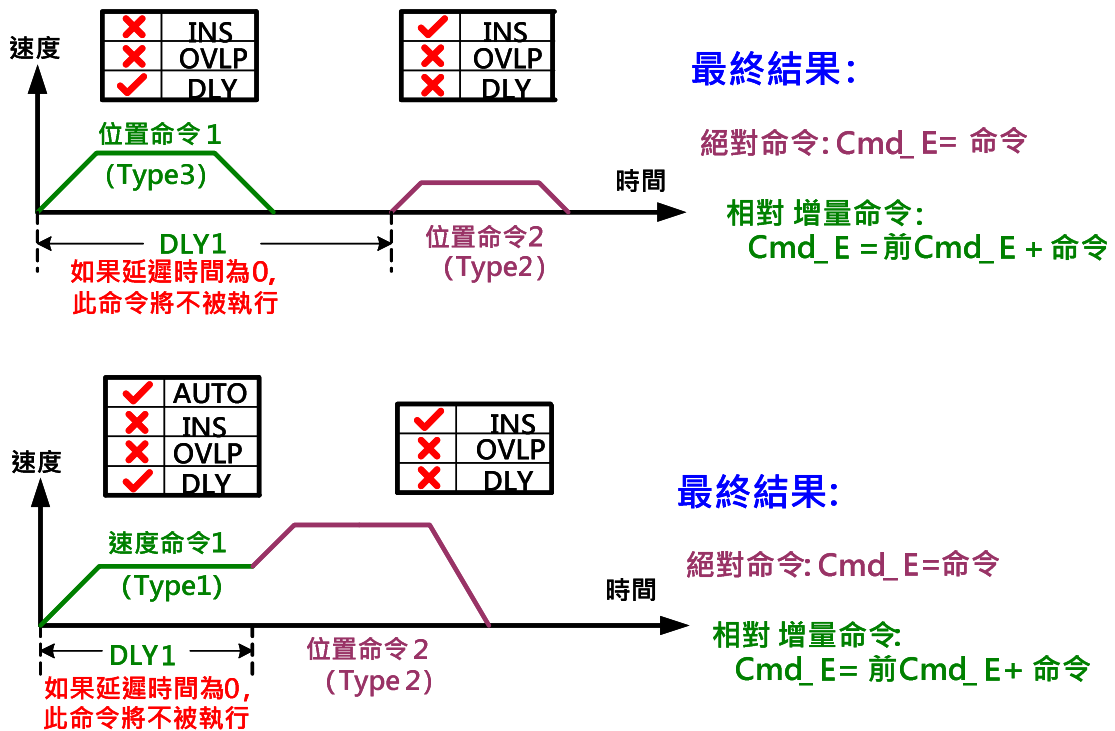 INS
OVLP
DLY
INS
OVLP
DLY
速度
位置命令 1
(Type3)
時間
DLY1
位置命令2
(Type2)
如果延遲時間為0,
此命令將不被執行
最終結果:
絕對命令: Cmd_E= 命令
相對 增量命令:
Cmd_E =前Cmd_E + 命令
AUTO
INS
OVLP
DLY
INS
OVLP
DLY
速度
速度命令1
(Type1)
時間
DLY1
位置命令 2
(Type 2)
如果延遲時間為0,
此命令將不被執行
最終結果:
絕對命令: Cmd_E=命令
相對 增量命令:
Cmd_E= 前Cmd_E+ 命令